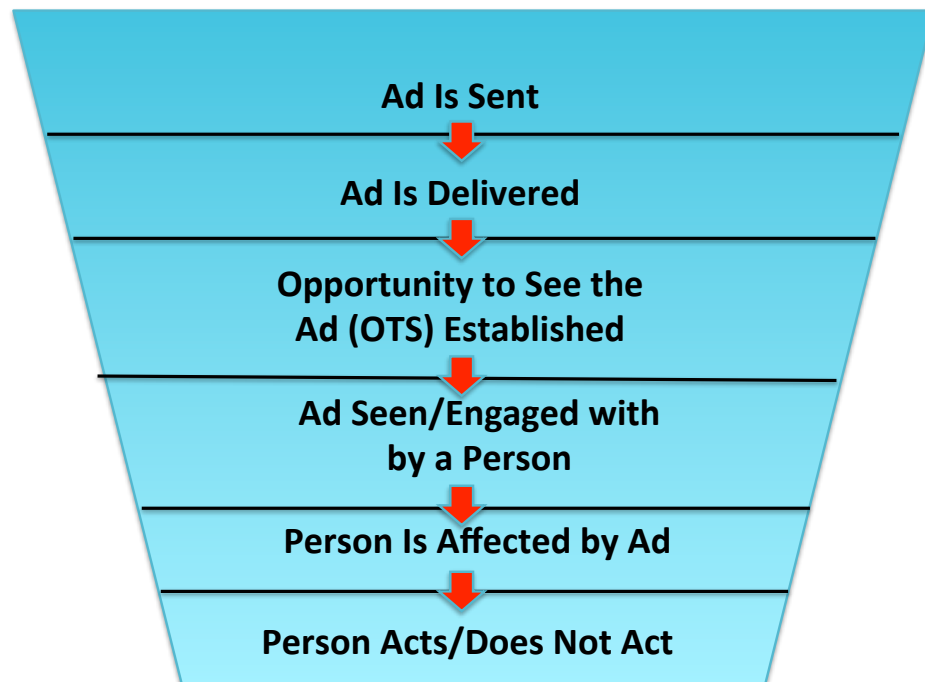 Ad Is Sent
Ad Is Delivered
Opportunity to See the
Ad (OTS) Established
Ad Seen/Engaged with
by a Person
Person Is Affected by Ad
Person Acts/Does Not Act